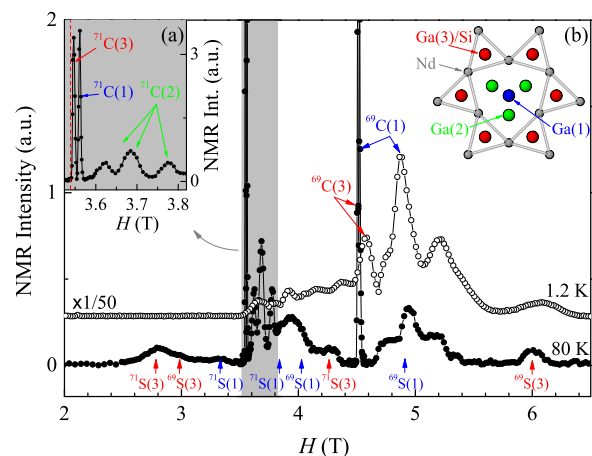 (a)
⁷¹C(3)
⁷¹C(1)
⁷¹C(2)
3
0
NMR Int. (a.u.)
3.6 3.7 3.8
H (T)
(b)
Ga(3)/Si
Nd
Ga(2)
Ga(1)
⁶⁹C(1)
⁶⁹C(3)
x1/50
1.2 K
80 K
⁷¹S(3) ⁶⁹S(3) ⁷¹S(1) ⁷¹S(1) ⁶⁹S(1) ⁷¹S(3) ⁶⁹S(1) ⁶⁹S(3)
2
1
0
NMR Intensity (a.u.)
2 3 4 5 6
H (T)